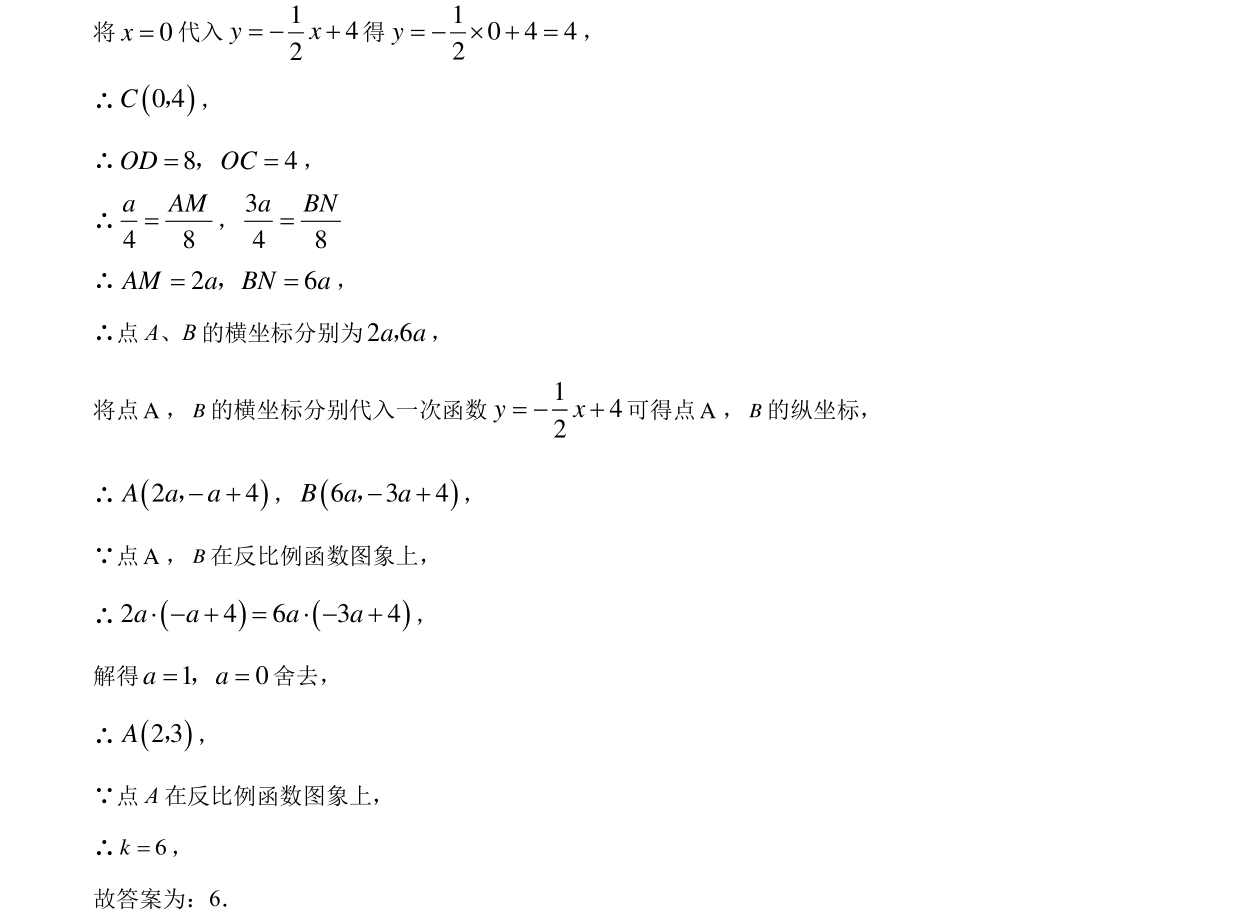 将 x = 0 代入 y = −1/2 x + 4 得 y = −1/2 × 0 + 4 = 4，
∴ C(0,4)，
∴ OD = 8，OC = 4，
∴ a/4 = AM/8，3a/4 = BN/8
∴ AM = 2a，BN = 6a，
∴点 A、B 的横坐标分别为 2a,6a，
将点 A，B 的横坐标分别代入一次函数 y = −1/2 x + 4 可得点 A，B 的纵坐标，
∴ A(2a,−a + 4)，B(6a,−3a + 4)，
∵点 A，B 在反比例函数图象上，
∴ 2a·(−a + 4) = 6a·(−3a + 4)，
解得 a = 1，a = 0 舍去，
∴ A(2,3)，
∵点 A 在反比例函数图象上，
∴ k = 6，
故答案为：6．